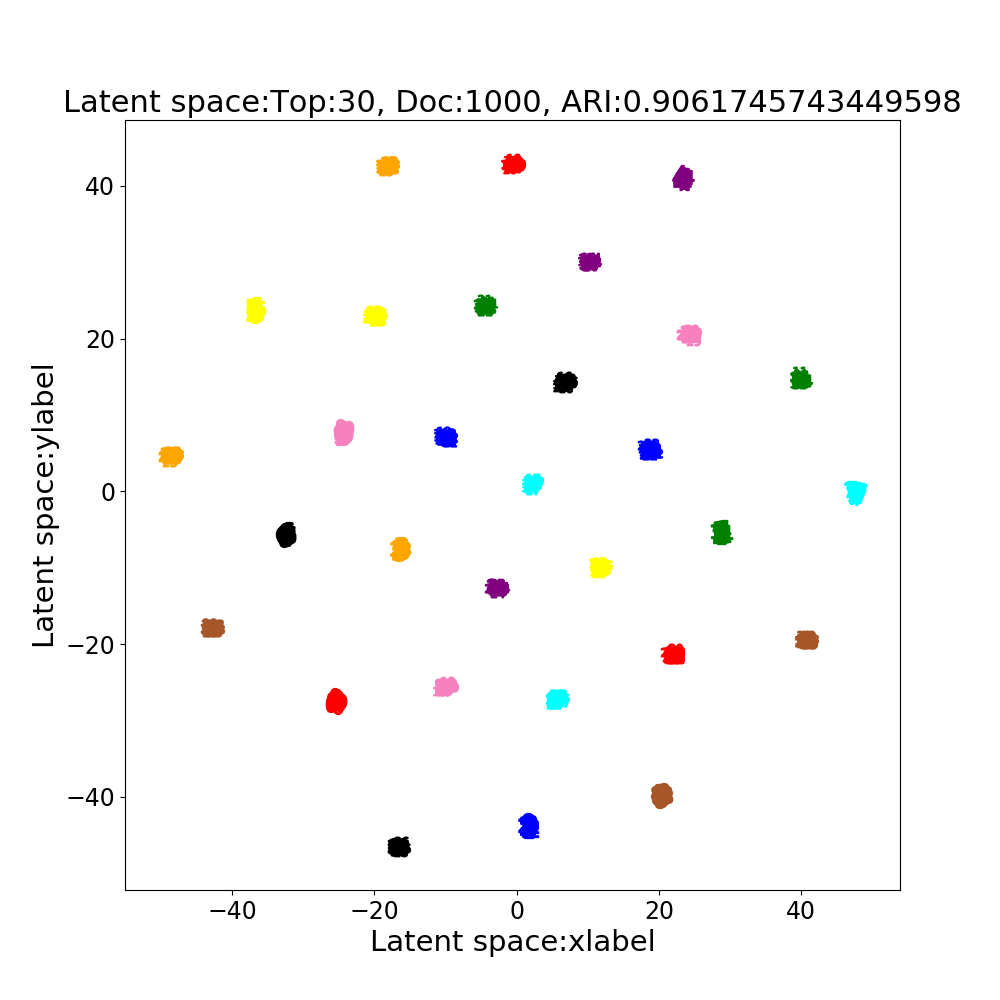 Latent space:Top:30, Doc:1000, ARI:0.9061745743449598
40
20
0
−20
−40
Latent space:ylabel
−40 −20 0 20 40
Latent space:xlabel